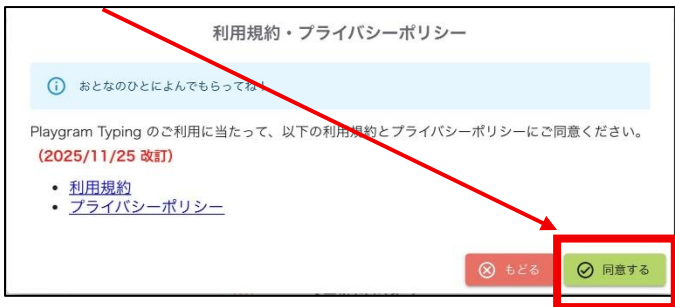 利用規約・プライバシーポリシー
おとなのひとによんでもらってね!
Playgram Typing のご利用に当たって、以下の利用規約とプライバシーポリシーにご同意ください。
（2025/11/25 改訂）
• 利用規約
• プライバシーポリシー
もどる
同意する